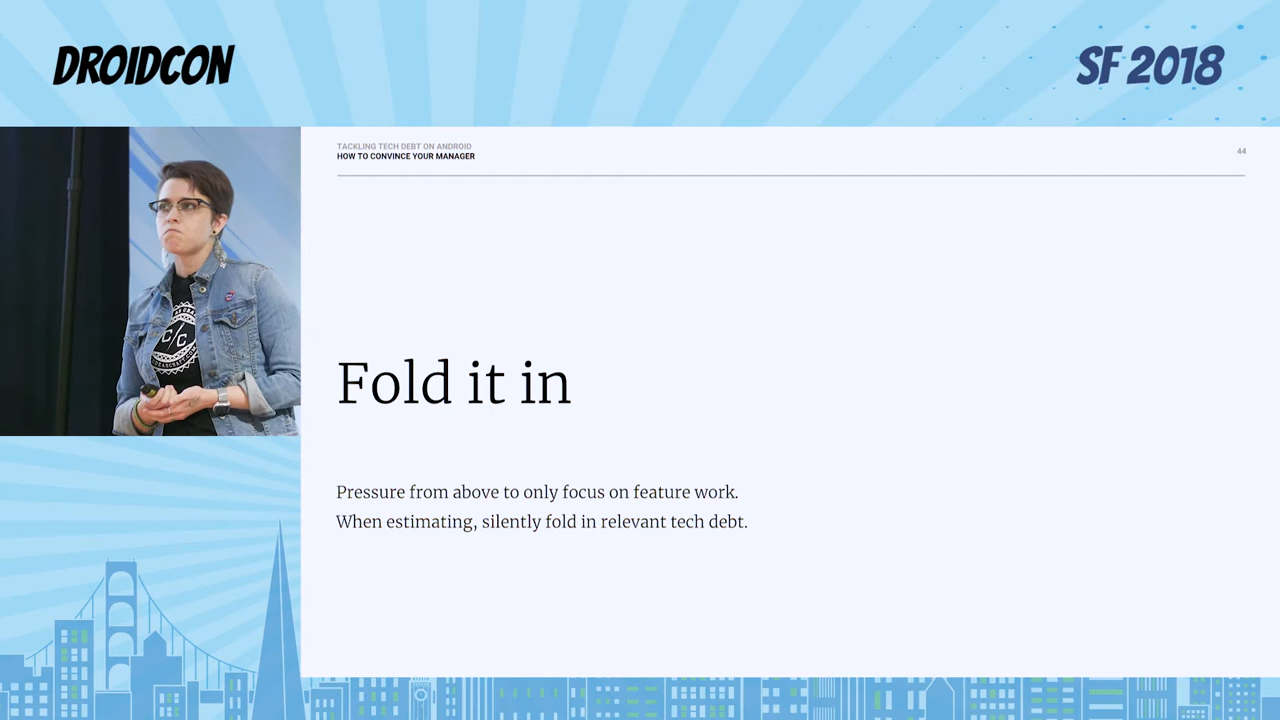 DROIDCON
SF 2018
TACKLING TECH DEBT ON ANDROID
HOW TO CONVINCE YOUR MANAGER
44
C/C
Fold it in
Pressure from above to only focus on feature work.
When estimating, silently fold in relevant tech debt.